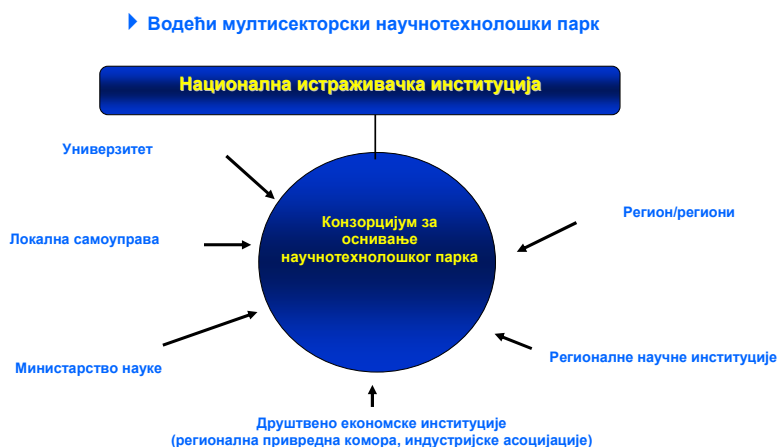 Водећи мултисекторски научнотехнолошки парк
Национална истраживачка институција
Универзитет
Конзорцијум за
оснивање
научнотехнолошког парка
Регион/региони
Локална самоуправа
Министарство науке
Регионалне научне институције
Друштвено економске институције
(регионална привредна комора, индустријске асоцијације)